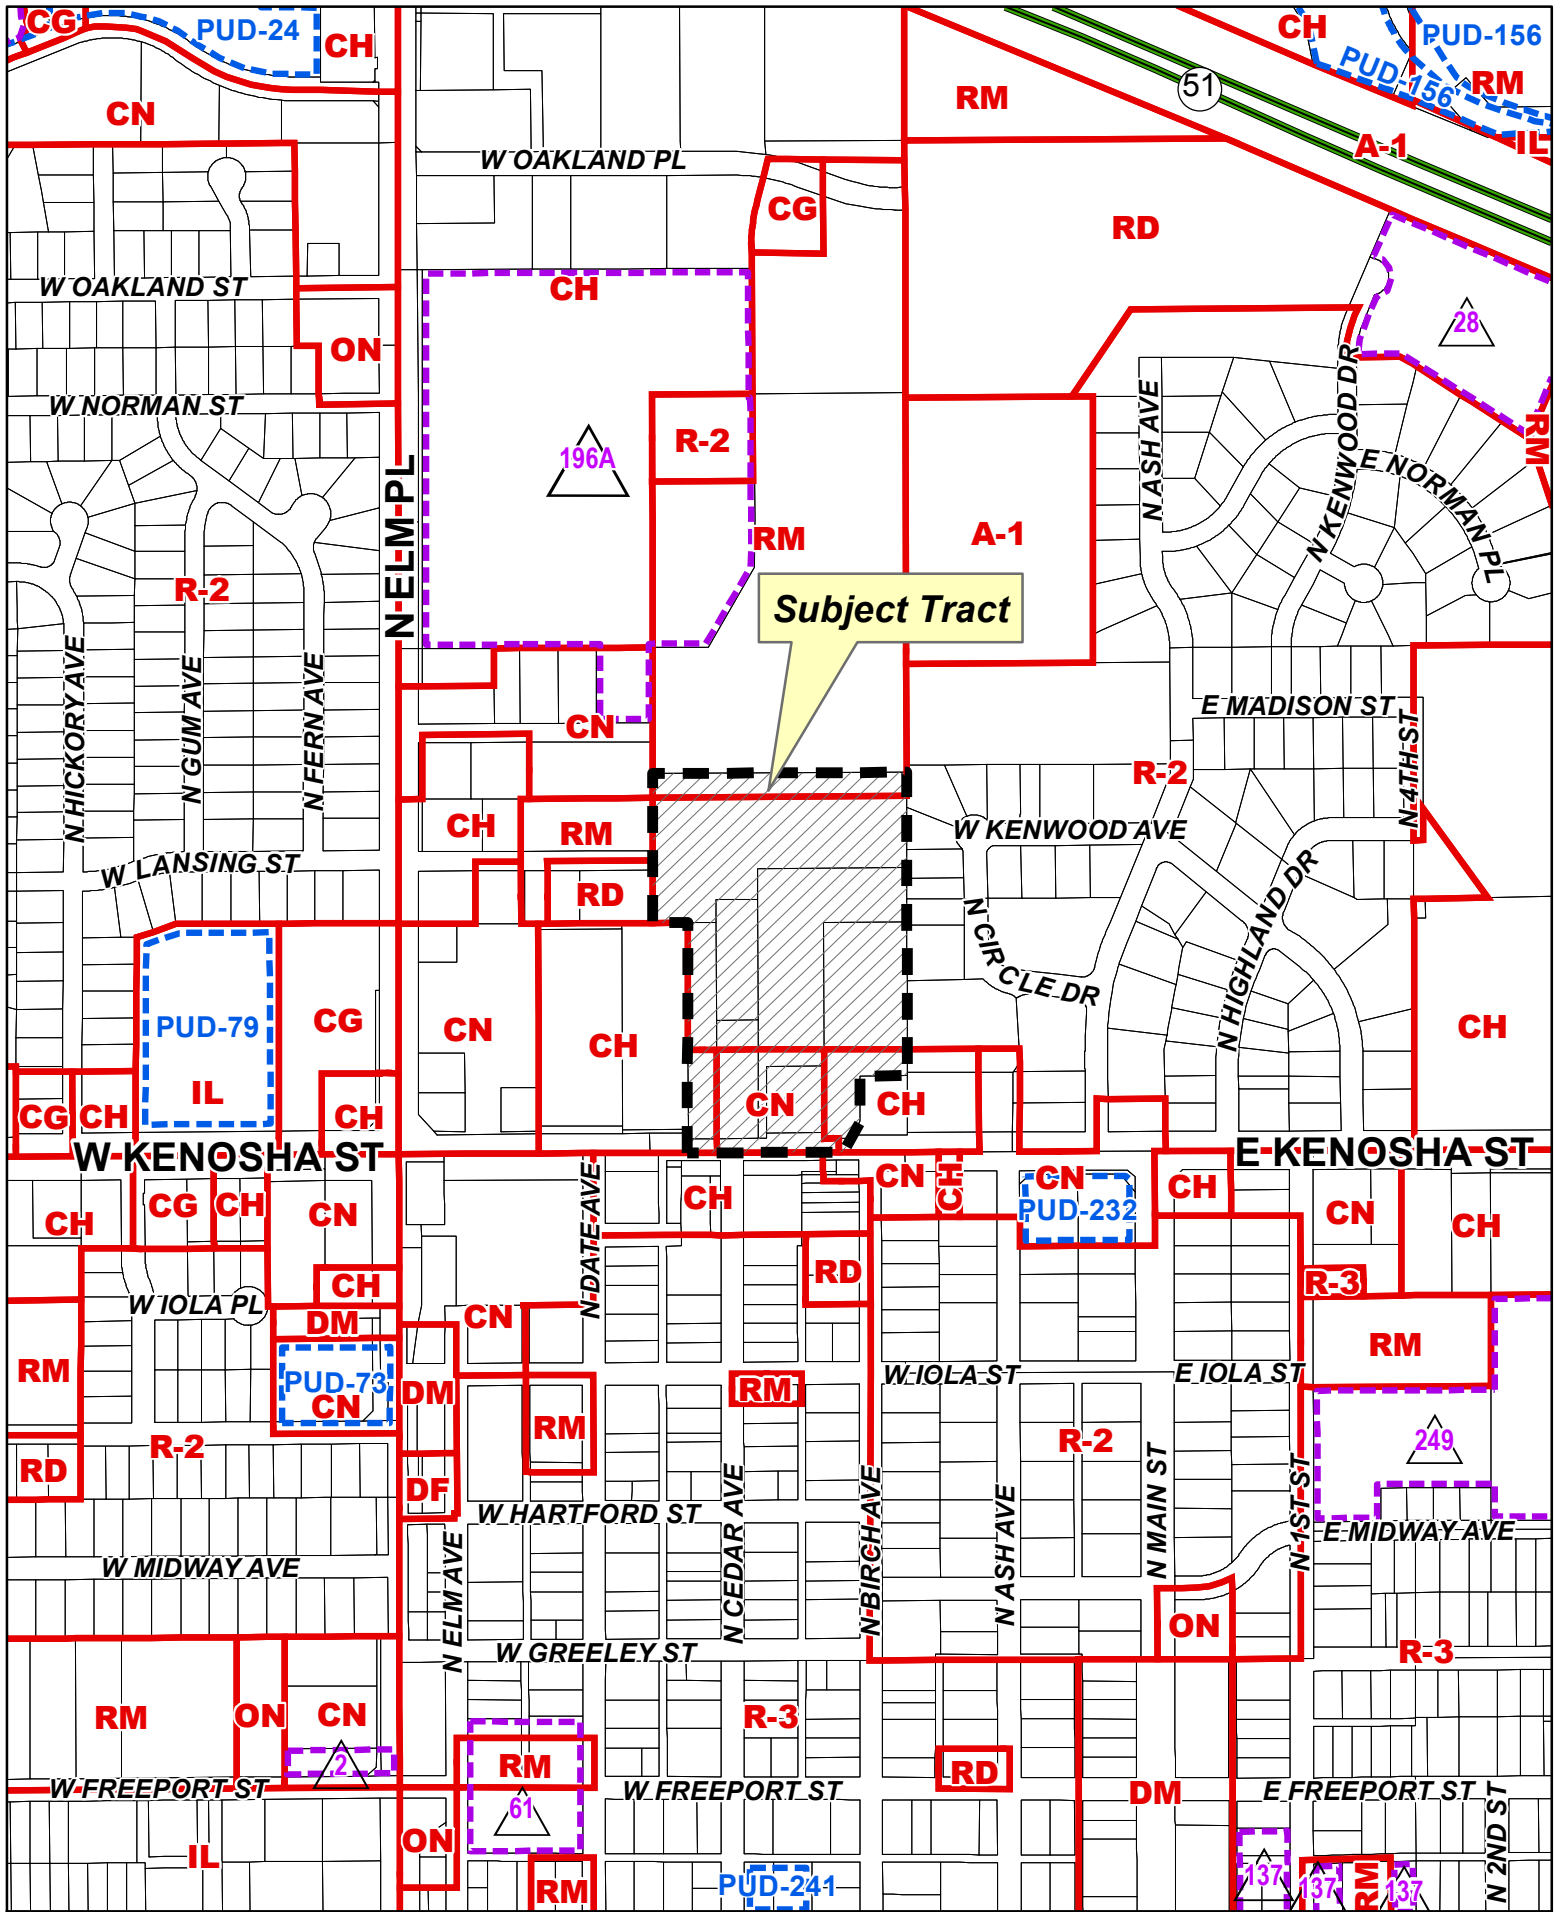 CG
PUD-24
CH
CN
CH
PUD-156
PUD-156
RM
51
RM
A-1
IL
W OAKLAND PL
CG
RD
W OAKLAND ST
CH
ON
28
W NORMAN ST
196A
R-2
N ASH AVE
N KENWOOD DR
E NORMAN PL
RM
N ELM PL
RM
A-1
R-2
Subject Tract
N HICKORY AVE
N GUM AVE
N FERN AVE
E MADISON ST
CN
R-2
N 4TH ST
CH
RM
W KENWOOD AVE
W LANSING ST
RD
N CIRCLE DR
N HIGHLAND DR
PUD-79
CG
CN
CH
CH
IL
CG
CH
CH
CN
CH
W KENOSHA ST
E KENOSHA ST
CH
CG
CH
CN
N DATE AVE
CH
CN
CH
CN
PUD-232
CH
CN
CH
CH
RD
R-3
W IOLA PL
DM
CN
RM
RM
PUD-73
CN
DM
RM
W IOLA ST
E IOLA ST
RM
R-2
R-2
249
RD
DF
N CEDAR AVE
N BIRCH AVE
N ASH AVE
N MAIN ST
N 1ST ST
W HARTFORD ST
E MIDWAY AVE
W MIDWAY AVE
N ELM AVE
W GREELEY ST
ON
R-3
RM
ON
CN
R-3
2
RM
RD
W FREEPORT ST
W FREEPORT ST
DM
E FREEPORT ST
61
N 2ND ST
IL
ON
RM
PUD-241
137
137
RM
137